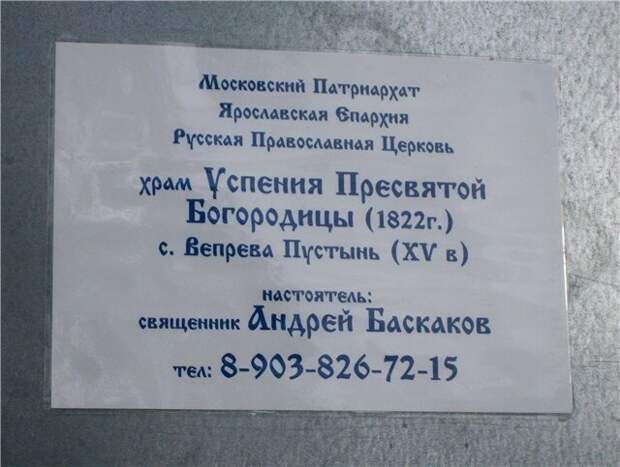 Московский Патриархат
Ярославская Епархия
Русская Православная Церковь
храм Успения Пресвятой
Богородицы (1822г.)
с. Вепрева Пустынь (XV в)
настоятель:
священник Андрей Баскаков
тел: 8-903-826-72-15